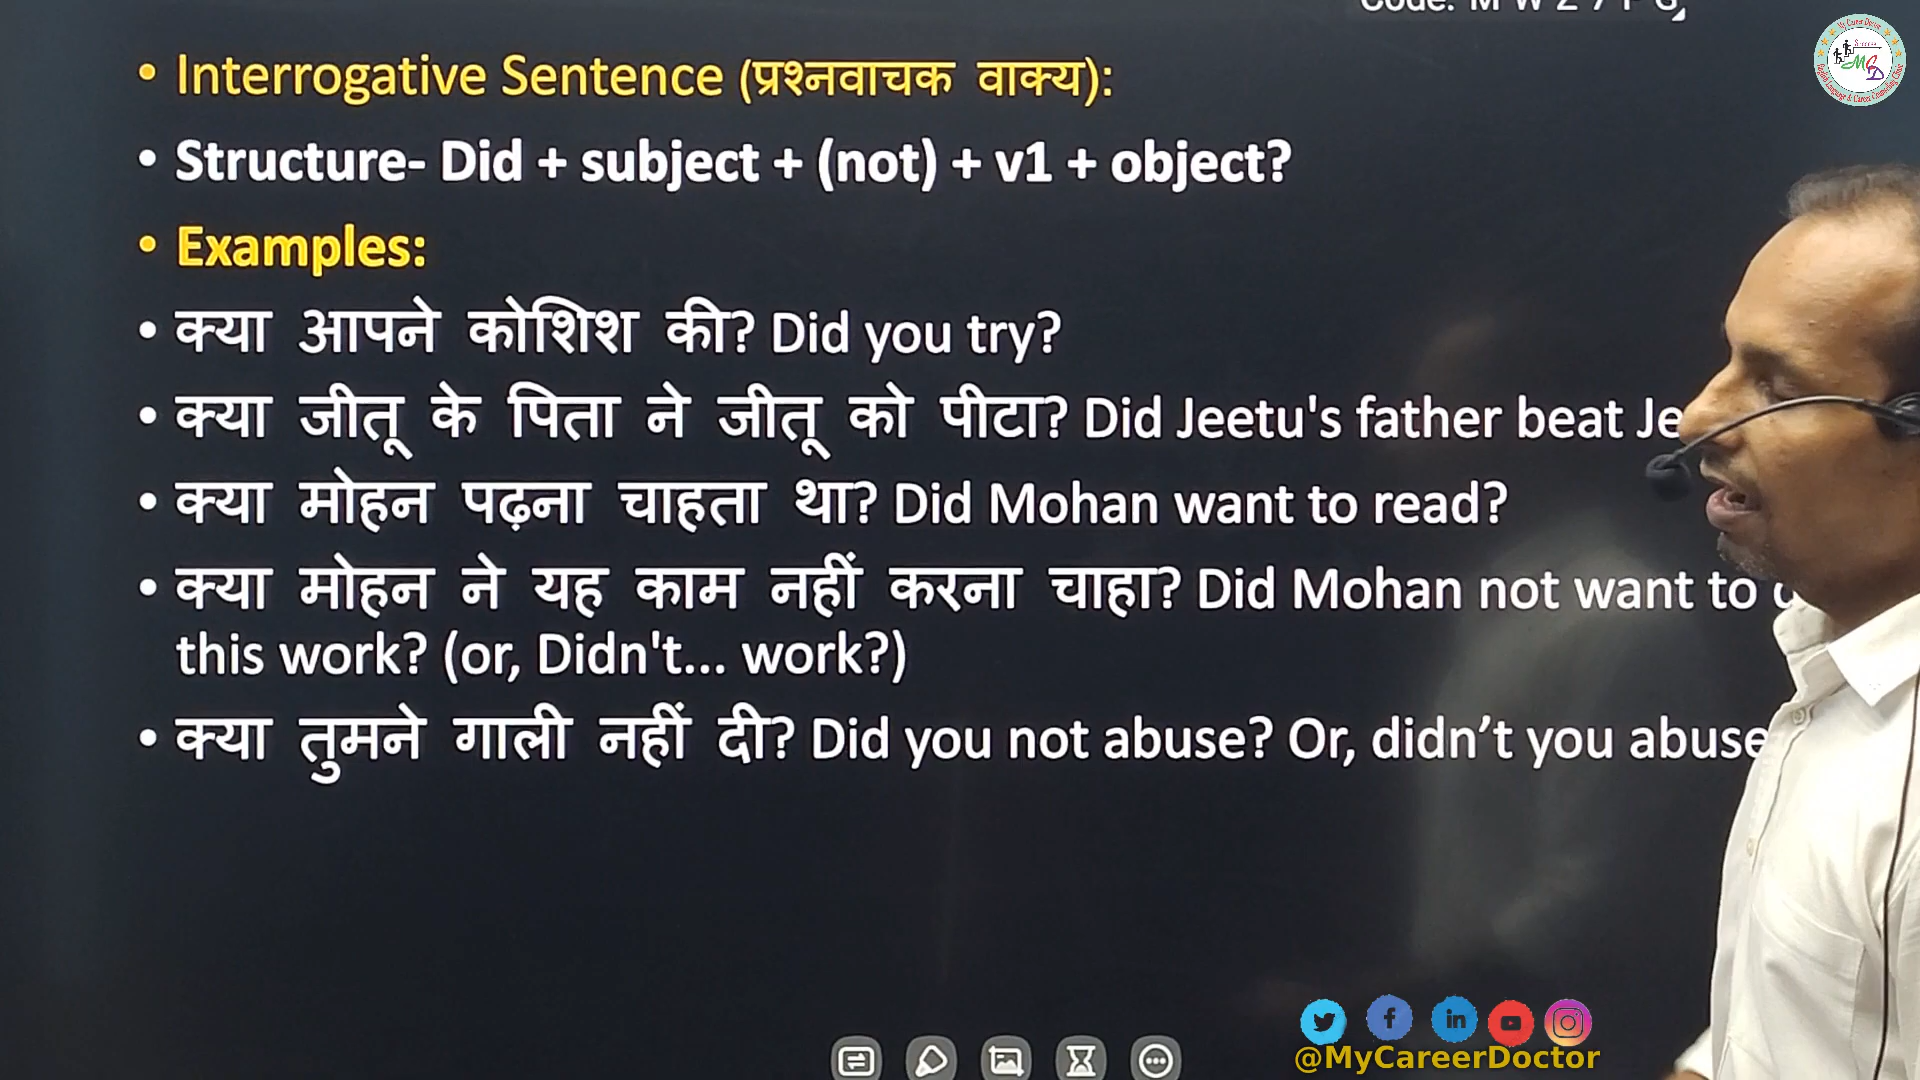 • Interrogative Sentence (प्रश्नवाचक वाक्य):
• Structure- Did + subject + (not) + v1 + object?
• Examples:
• क्या आपने कोशिश की? Did you try?
• क्या जीतू के पिता ने जीतू को पीटा? Did Jeetu's father beat
• क्या मोहन पढ़ना चाहता था? Did Mohan want to read?
• क्या मोहन ने यह काम नहीं करना चाहा? Did Mohan not want to
this work? (or, Didn't... work?)
• क्या तुमने गाली नहीं दी? Did you not abuse? Or, didn’t you abuse
@MyCareerDoctor